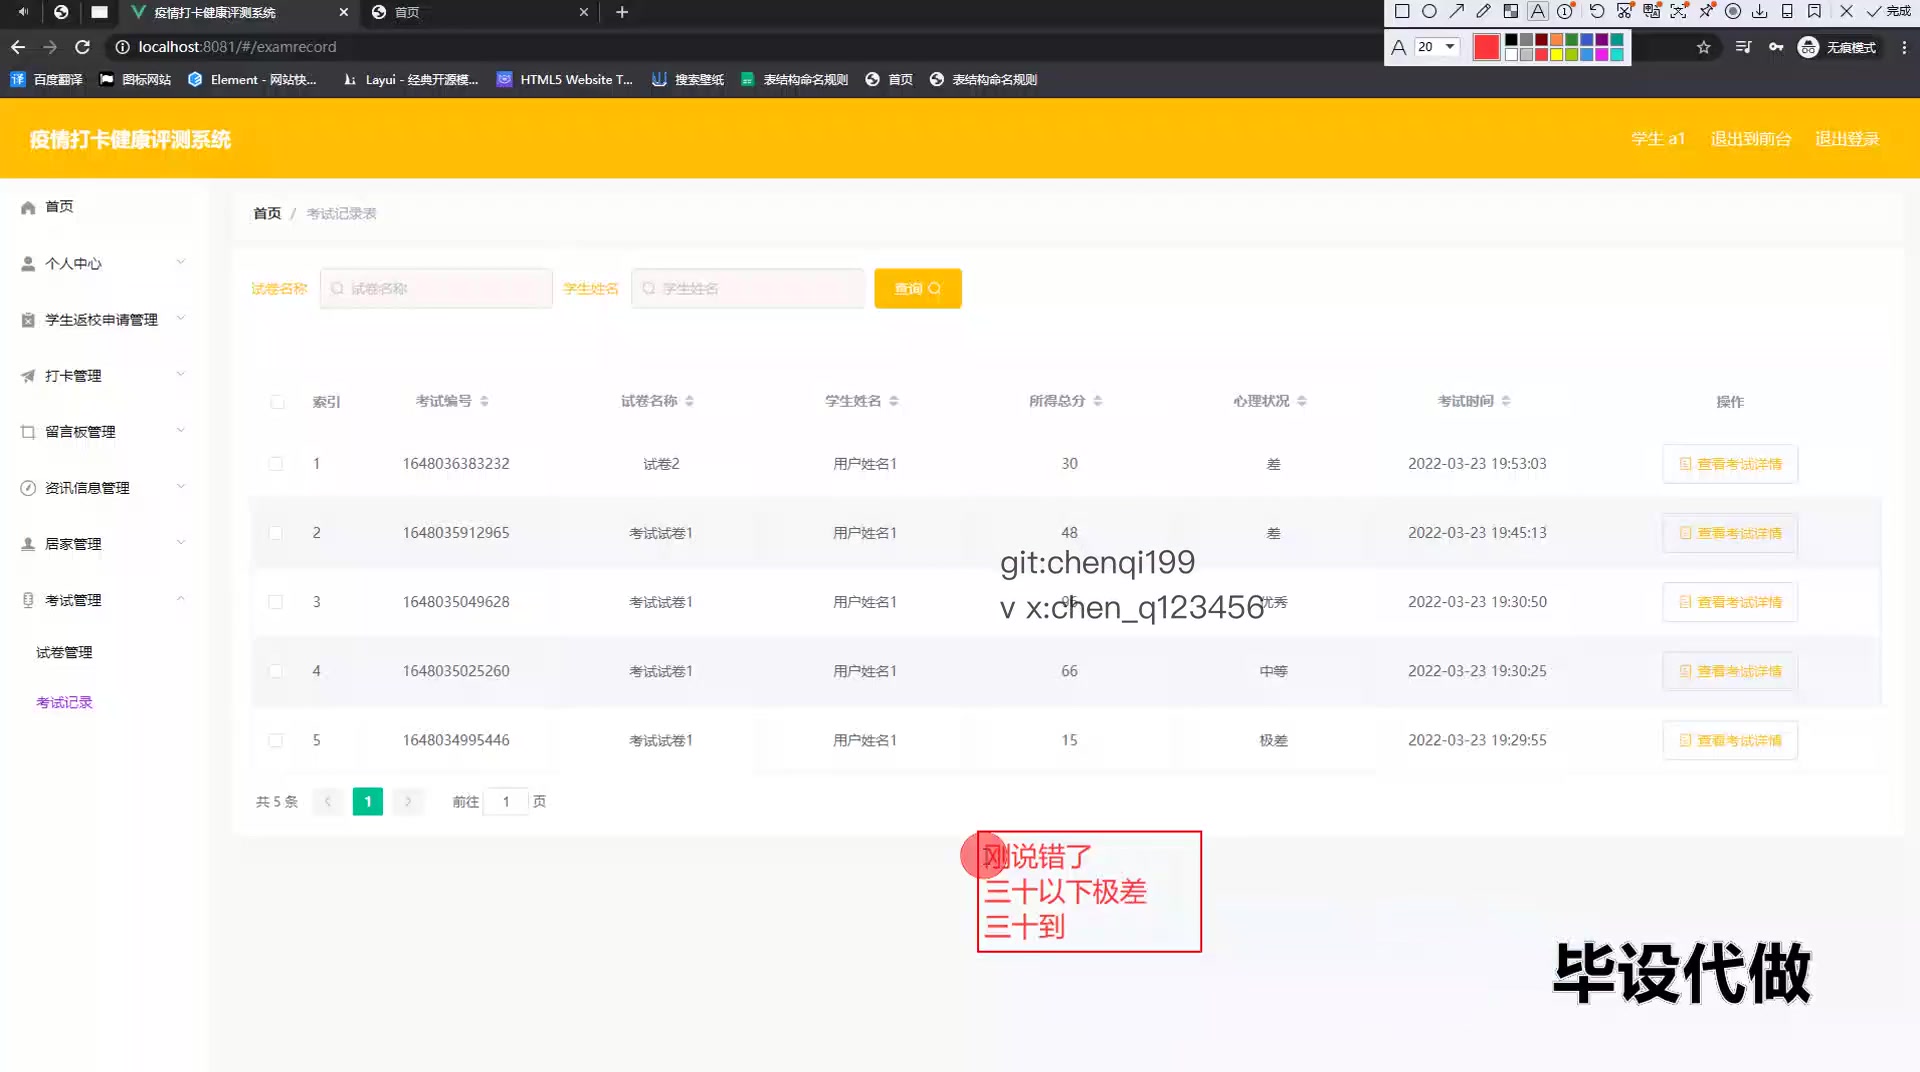 疫情打卡健康评测系统
首页
完成
localhost:8081/#/examrecord
A 20
无痕模式
百度翻译
图标网站
Element - 网站快...
Layui - 经典开源模...
HTML5 Website T...
搜索壁纸
表结构命名规则
首页
表结构命名规则
疫情打卡健康评测系统
学生 a1
退出到前台
退出登录
首页
个人中心
学生返校申请管理
打卡管理
留言板管理
资讯信息管理
居家管理
考试管理
试卷管理
考试记录
首页 / 考试记录表
试卷名称 试卷名称 学生姓名 学生姓名 查询
索引 考试编号 试卷名称 学生姓名 所得总分 心理状况 考试时间 操作
1 1648036383232 试卷2 用户姓名1 30 差 2022-03-23 19:53:03 查看考试详情
2 1648035912965 考试试卷1 用户姓名1 48 差 2022-03-23 19:45:13 查看考试详情
git:chenqi199
3 1648035049628 考试试卷1 用户姓名1 优秀 2022-03-23 19:30:50 查看考试详情
v x:chen_q123456
4 1648035025260 考试试卷1 用户姓名1 66 中等 2022-03-23 19:30:25 查看考试详情
5 1648034995446 考试试卷1 用户姓名1 15 极差 2022-03-23 19:29:55 查看考试详情
共 5 条 1 前往 1 页
刚说错了
三十以下极差
三十到
毕设代做